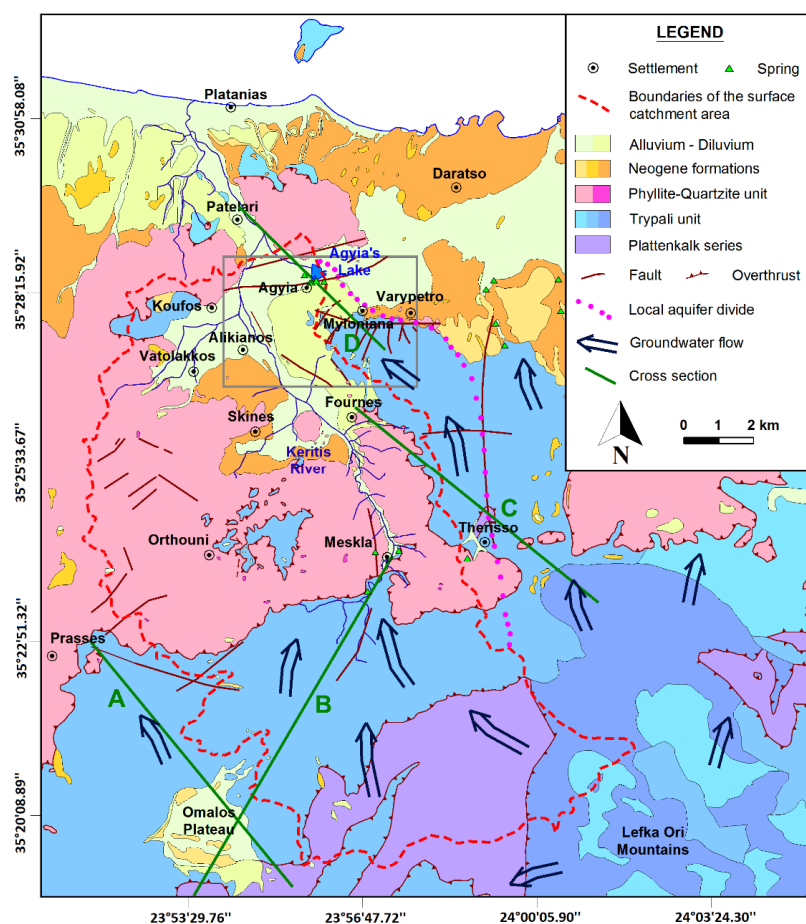 LEGEND
Settlement
Spring
Boundaries of the surface
catchment area
Alluvium - Diluvium
Neogene formations
Phyllite-Quartzite unit
Trypali unit
Plattenkalk series
Fault
Overthrust
Local aquifer divide
Groundwater flow
Cross section
N
0 1 2 km
Platanias
Daratso
Patelari
Agyia's
Lake
Agyia
Koufos
Varypetro
Myloniana
D
Alikianos
Vatolakkos
Fournes
Skines
Keritis
River
C
Therisso
Orthouni
Meskla
Prasses
A
B
Omalos
Plateau
Lefka Ori
Mountains
35°30'58.08''
35°28'15.92''
35°25'33.67''
35°22'51.32''
35°20'08.89''
23°53'29.76''
23°56'47.72''
24°00'05.90''
24°03'24.30''